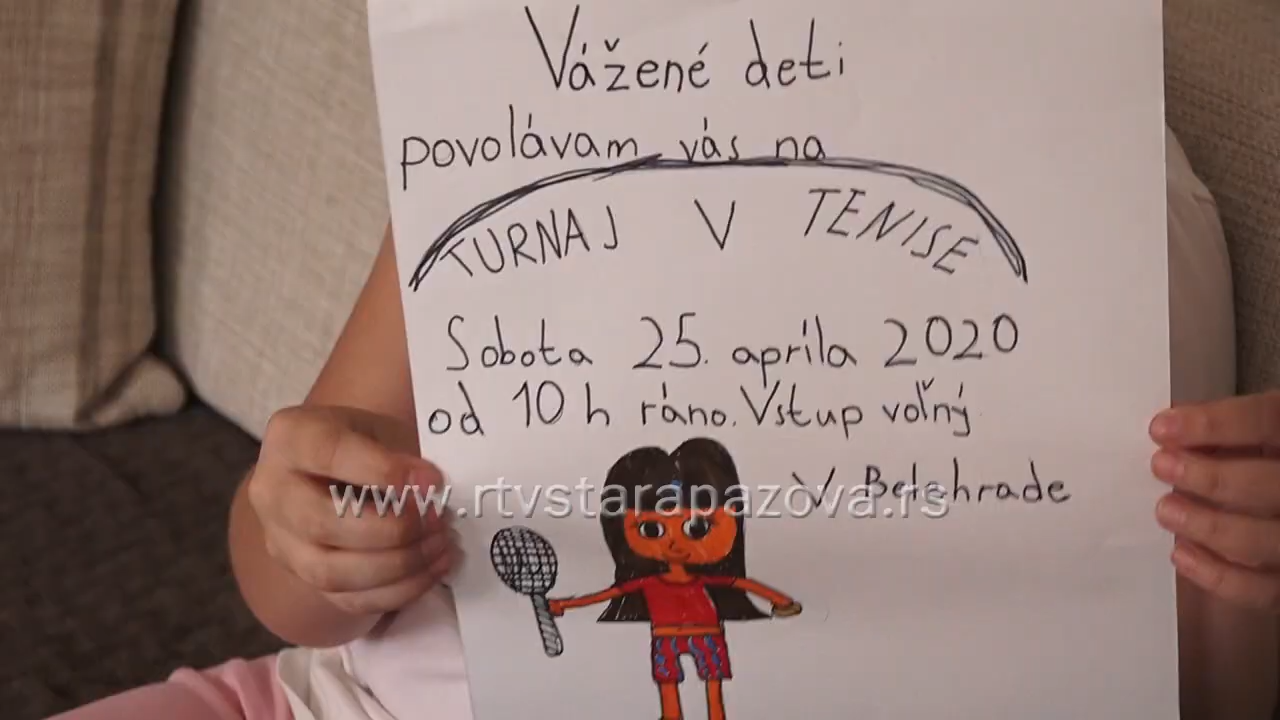 Vážené deti
povolávam vás na
TURNAJ V TENISE
Sobota 25. apríla 2020
od 10 h ráno. Vstup voľný
V Belehrade
www.rtvstarapazova.rs